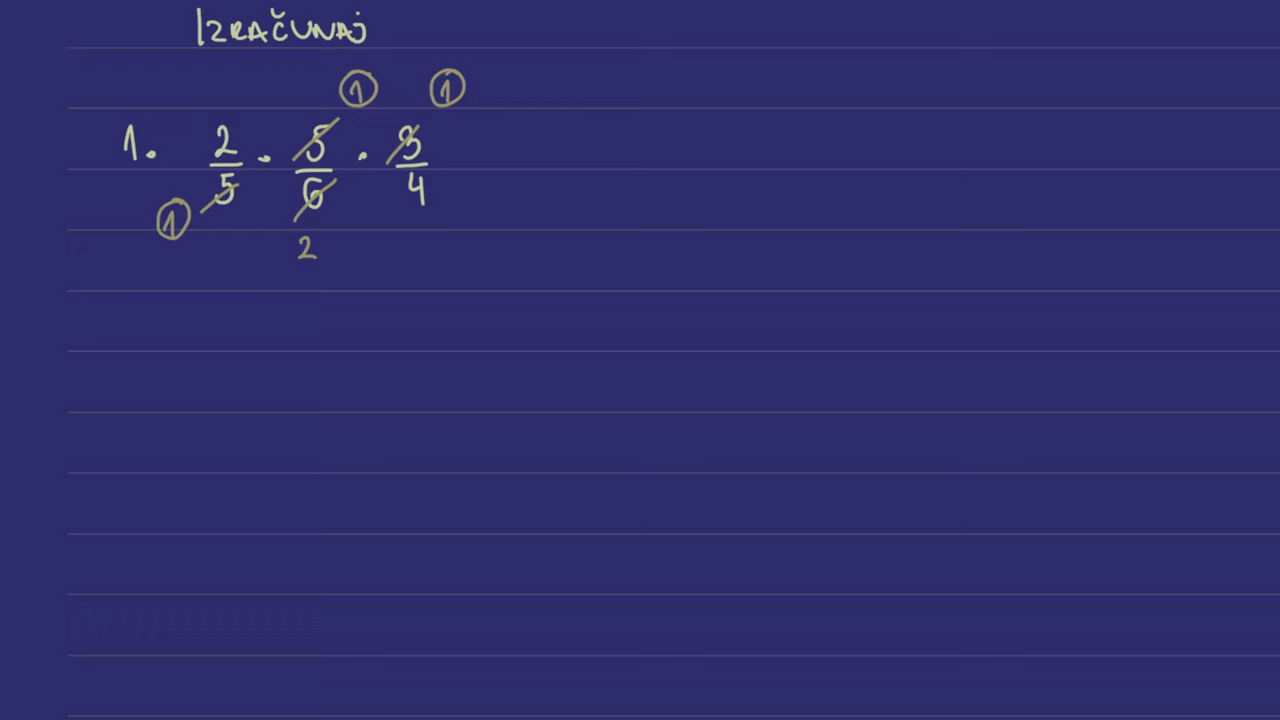 IZRAČUNAJ
① ①
1. 2/5 · 5/6 · 3/4
①
2